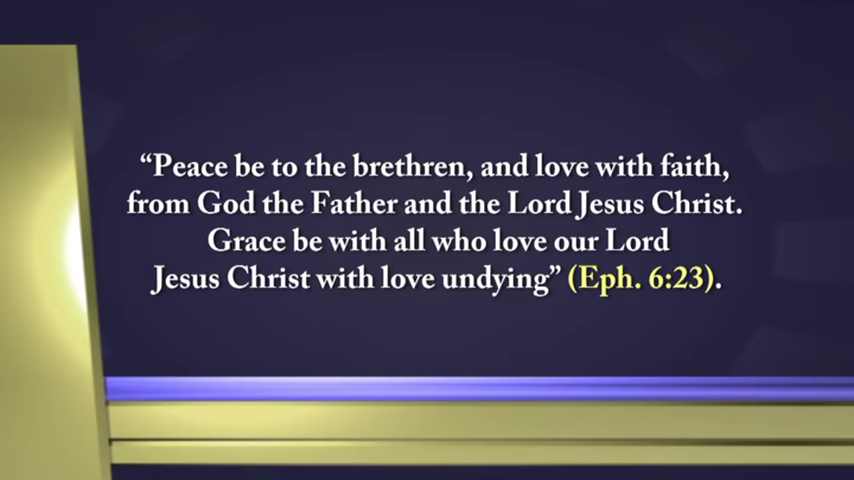 “Peace be to the brethren, and love with faith,
from God the Father and the Lord Jesus Christ.
Grace be with all who love our Lord
Jesus Christ with love undying” (Eph. 6:23).